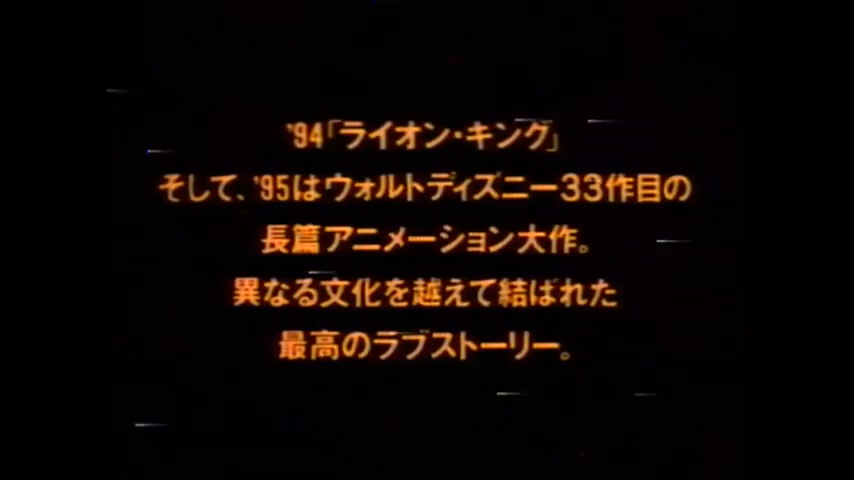 '94「ライオン・キング」
そして、'95はウォルトディズニー33作目の
長篇アニメーション大作。
異なる文化を越えて結ばれた
最高のラブストーリー。